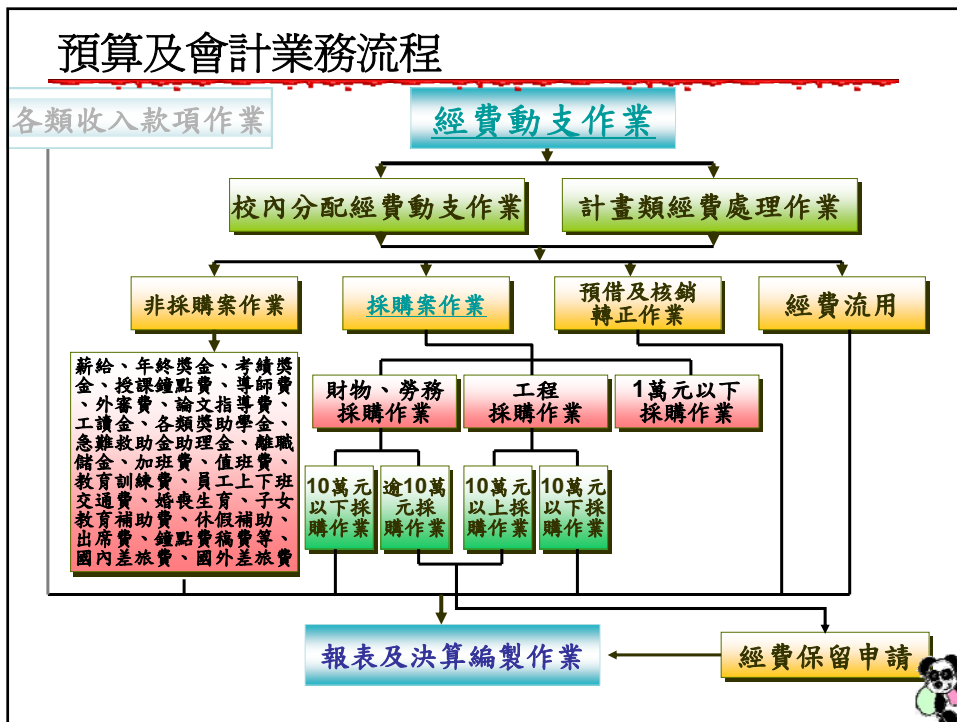 預算及會計業務流程
各類收入款項作業
經費動支作業
校內分配經費動支作業
計畫類經費處理作業
非採購案作業
採購案作業
預借及核銷
轉正作業
經費流用
薪給、年終獎金、考績獎
金、授課鐘點費、導師費
、外審費、論文指導費、
工讀金、各類獎助學金、
急難救助金助理金、離職
儲金、加班費、值班費、
教育訓練費、員工上下班
交通費、婚喪生育、子女
教育補助費、休假補助、
出席費、鐘點費稿費等、
國內差旅費、國外差旅費
財物、勞務
採購作業
工程
採購作業
1萬元以下
採購作業
10萬元
以下採
購作業
逾10萬
元採
購作業
10萬元
以上採
購作業
10萬元
以下採
購作業
報表及決算編製作業
經費保留申請